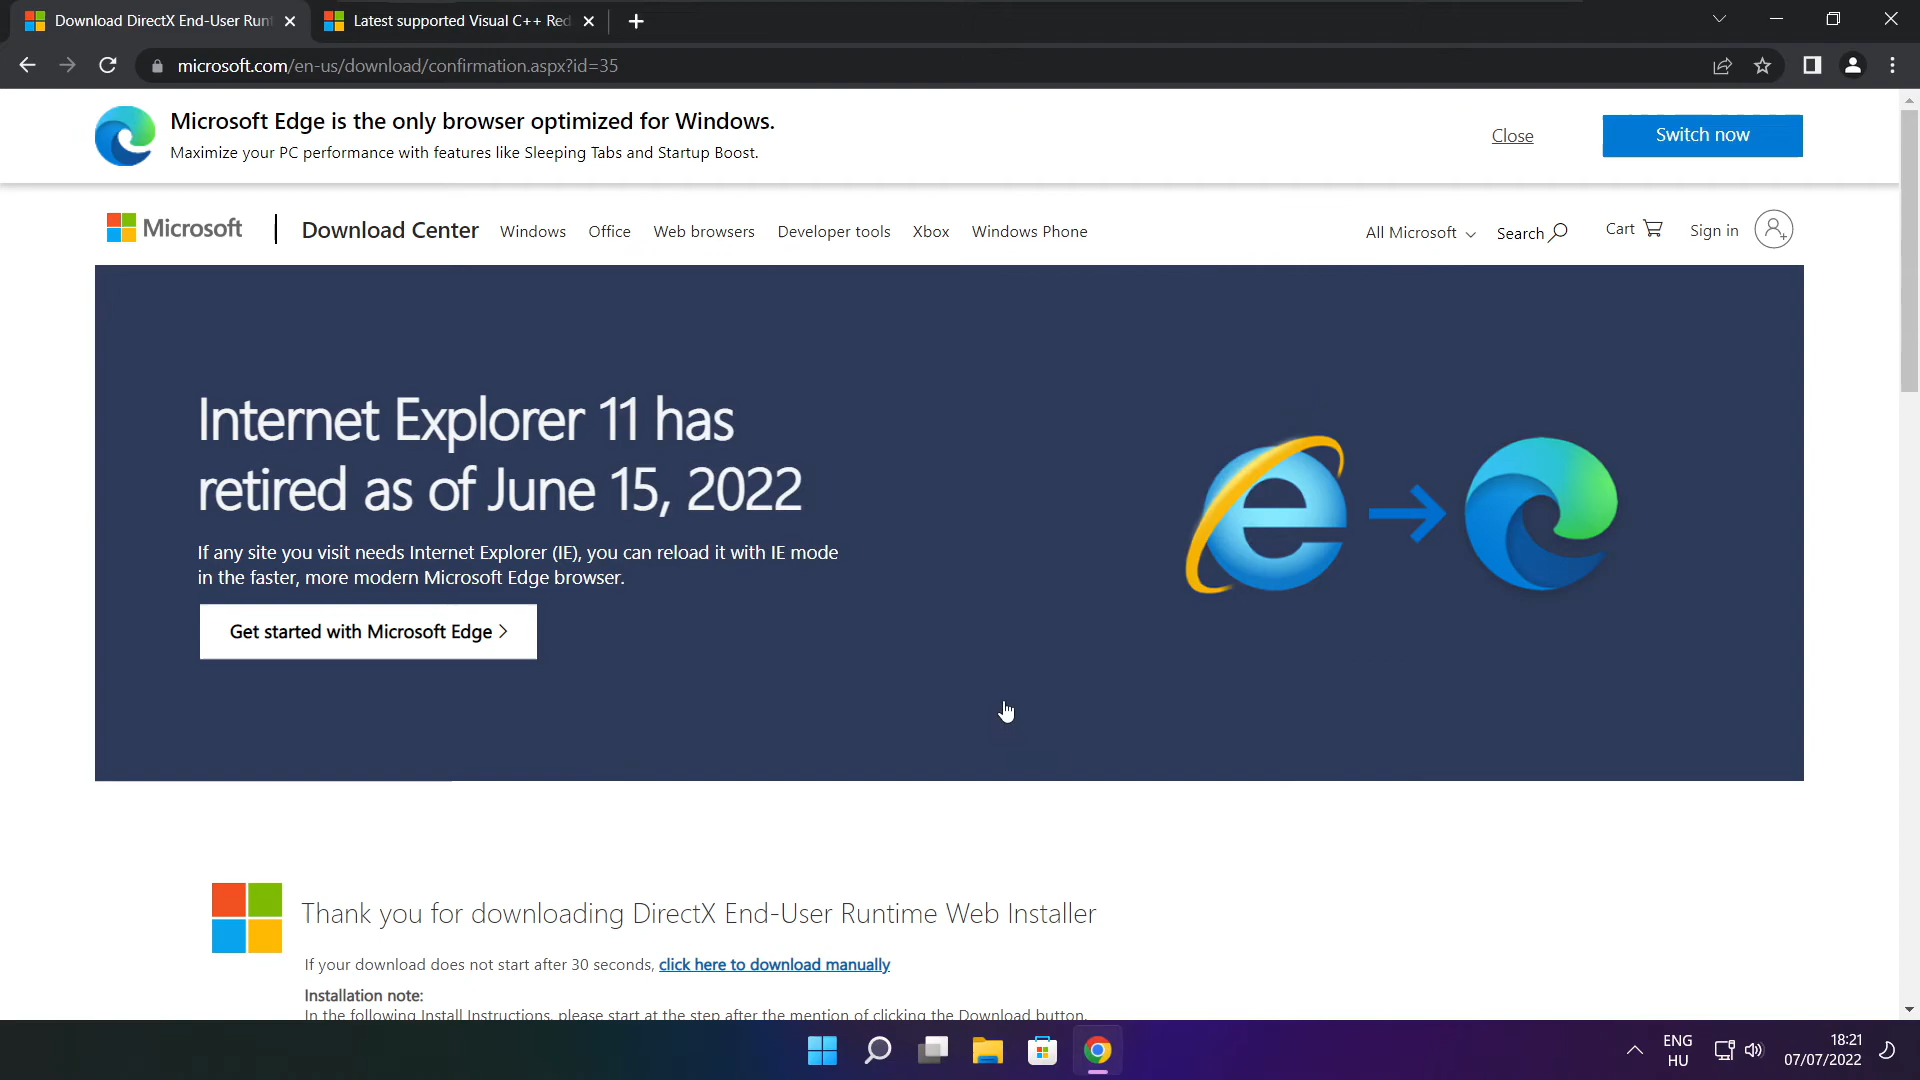 Download DirectX End-User Runt
Latest supported Visual C++ Red
microsoft.com/en-us/download/confirmation.aspx?id=35
Microsoft Edge is the only browser optimized for Windows.
Maximize your PC performance with features like Sleeping Tabs and Startup Boost.
Close
Switch now
Microsoft
Download Center
Windows
Office
Web browsers
Developer tools
Xbox
Windows Phone
All Microsoft
Search
Cart
Sign in
Internet Explorer 11 has
retired as of June 15, 2022
If any site you visit needs Internet Explorer (IE), you can reload it with IE mode
in the faster, more modern Microsoft Edge browser.
Get started with Microsoft Edge >
Thank you for downloading DirectX End-User Runtime Web Installer
If your download does not start after 30 seconds, click here to download manually
Installation note:
In the following Install Instructions, please start at the step after the mention of clicking the Download button.
ENG
HU
18:21
07/07/2022